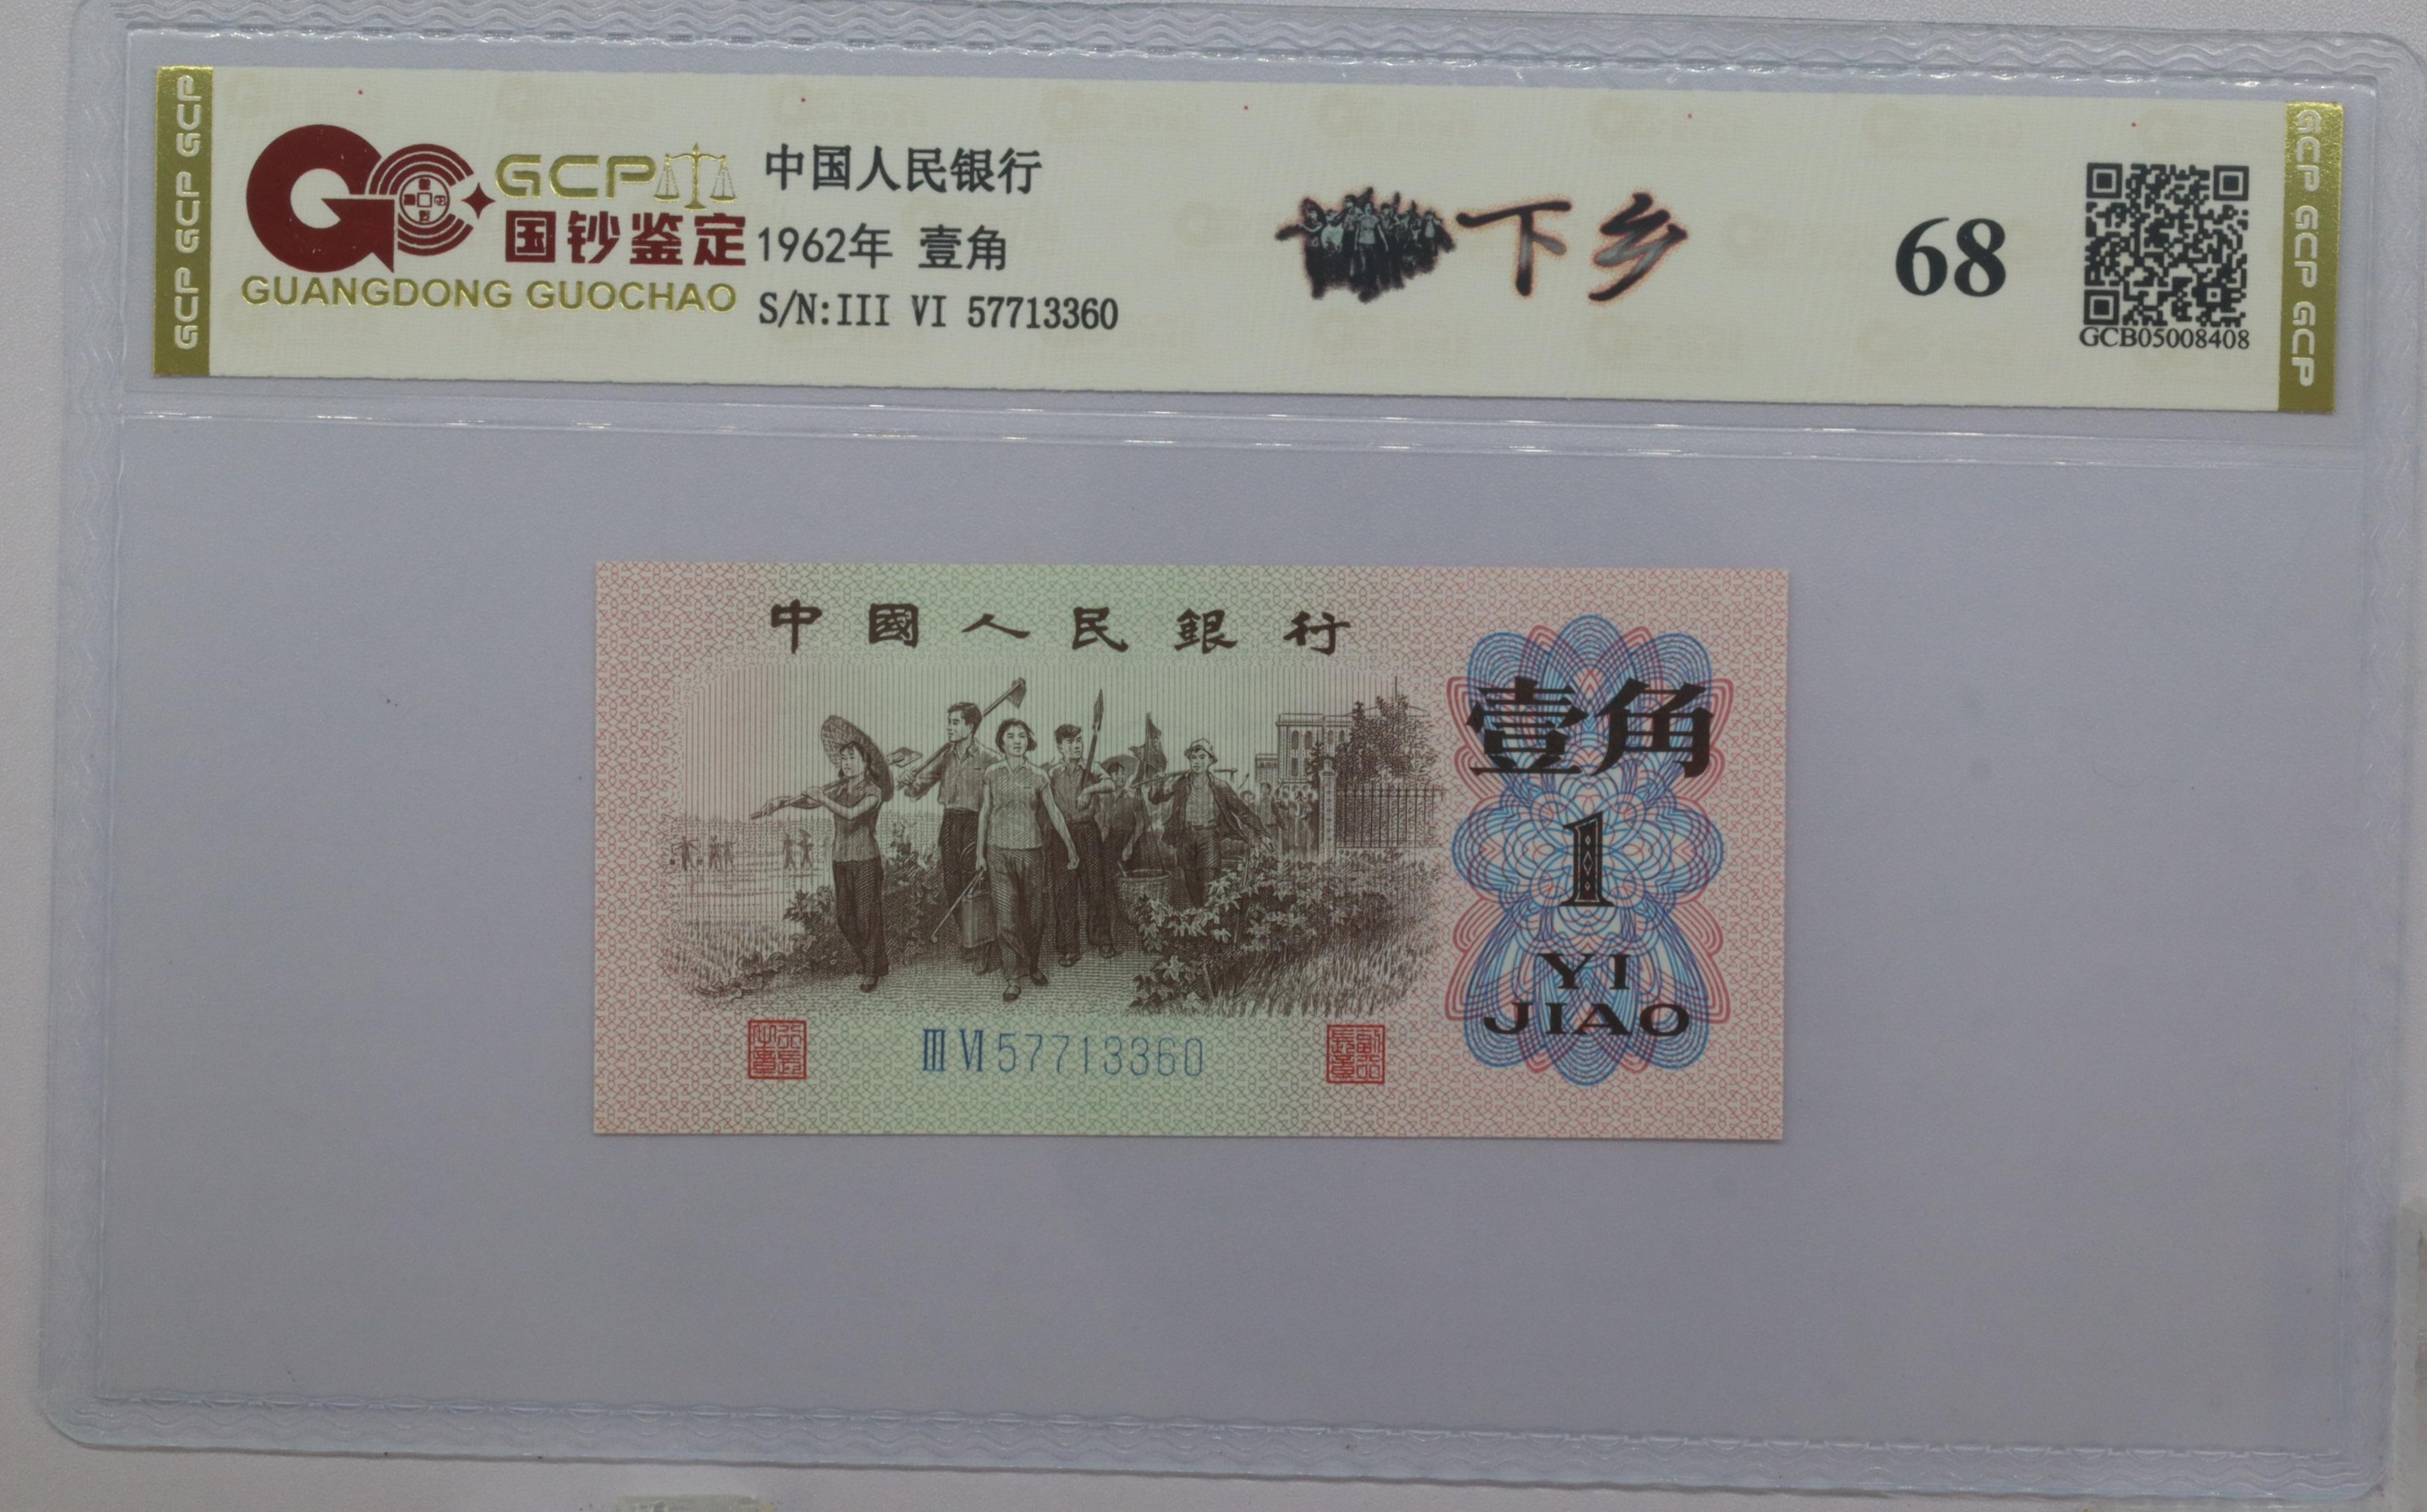 GCP GCP GCP
GCP
国钞鉴定
GUANGDONG GUOCHAO
中国人民银行
1962年 壹角
S/N:III VI 57713360
下乡
68
GCB05008408
GCP GCP GCP
中國人民銀行
壹角
1
YI
JIAO
III VI 57713360